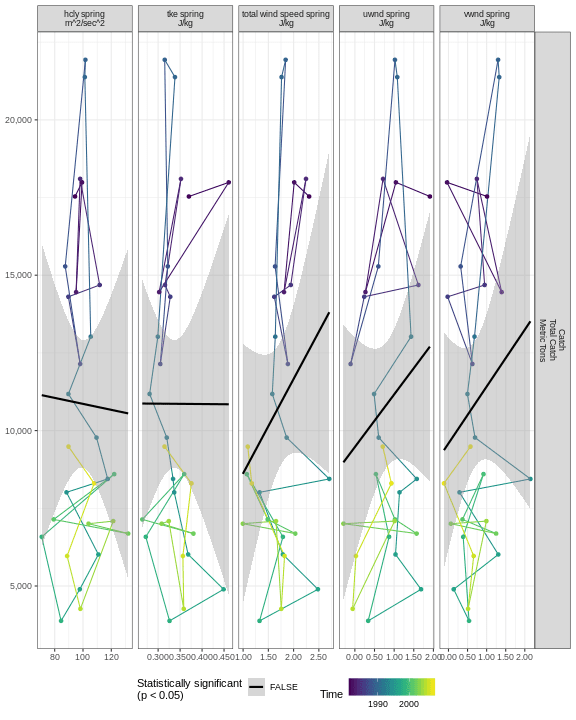 hdly spring
m^2/sec^2
tke spring
J/kg
total wind speed spring
J/kg
uwnd spring
J/kg
vwnd spring
J/kg
20,000
15,000
10,000
5,000
Catch
Total Catch
Metric Tons
80 100 120
0.300 0.350 0.400 0.450
1.00 1.50 2.00 2.50
0.00 0.50 1.00 1.50 2.00
0.00 0.50 1.00 1.50 2.00
Statistically significant
(p < 0.05)
FALSE
Time
1990 2000